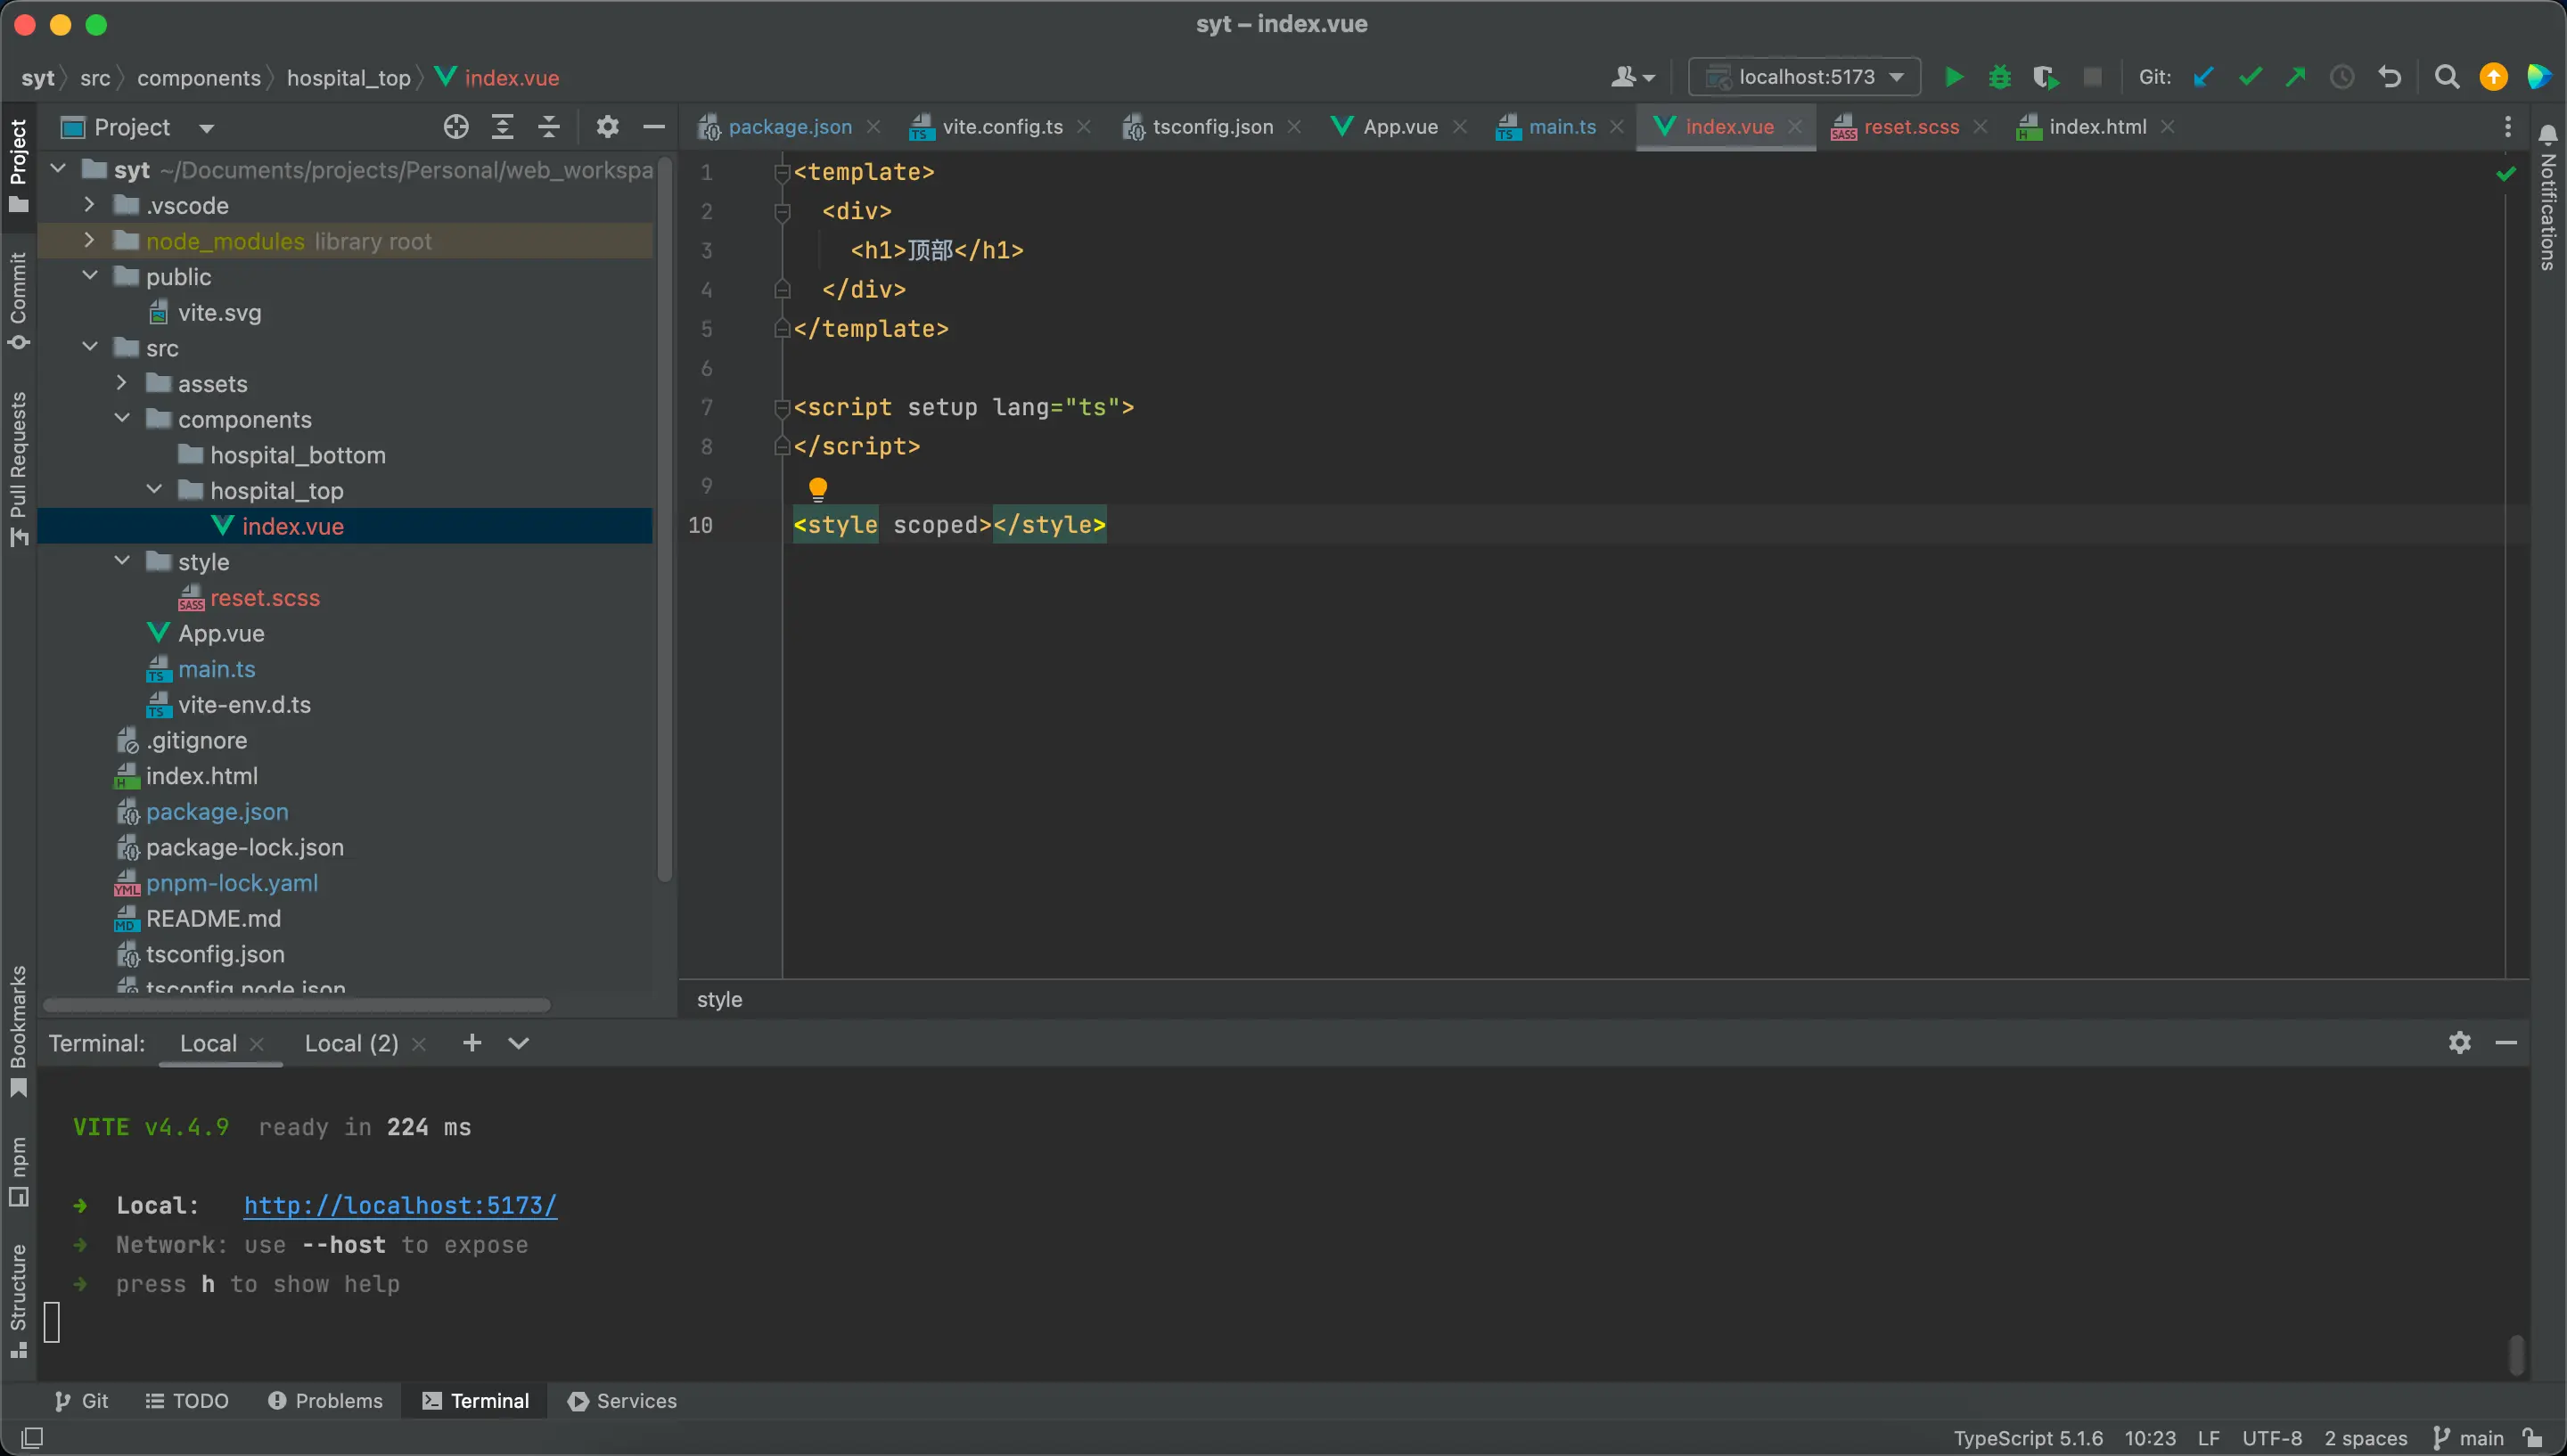 syt – index.vue
syt src components hospital_top index.vue
localhost:5173 Git:
Project
package.json vite.config.ts tsconfig.json App.vue main.ts index.vue reset.scss index.html
Project
Commit
Pull Requests
Bookmarks
npm
Structure
Notifications
syt ~/Documents/projects/Personal/web_workspa
.vscode
node_modules library root
public
vite.svg
src
assets
components
hospital_bottom
hospital_top
index.vue
style
SASS reset.scss
App.vue
TS main.ts
TS vite-env.d.ts
.gitignore
H index.html
package.json
package-lock.json
YML pnpm-lock.yaml
MD README.md
tsconfig.json
tsconfig.node.json
1 <template>
2 <div>
3 <h1>顶部</h1>
4 </div>
5 </template>
6
7 <script setup lang="ts">
8 </script>
9
10 <style scoped></style>
style
Terminal: Local Local (2)
VITE v4.4.9 ready in 224 ms
➜ Local: http://localhost:5173/
➜ Network: use --host to expose
➜ press h to show help
Git TODO Problems Terminal Services
TypeScript 5.1.6 10:23 LF UTF-8 2 spaces main